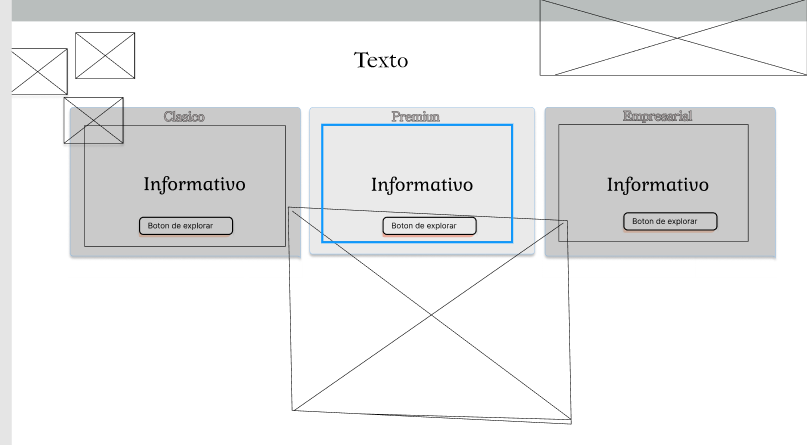 Texto
Clasico
Premiun
Empresarial
Informativo
Informativo
Informativo
Boton de explorar
Boton de explorar
Boton de explorar